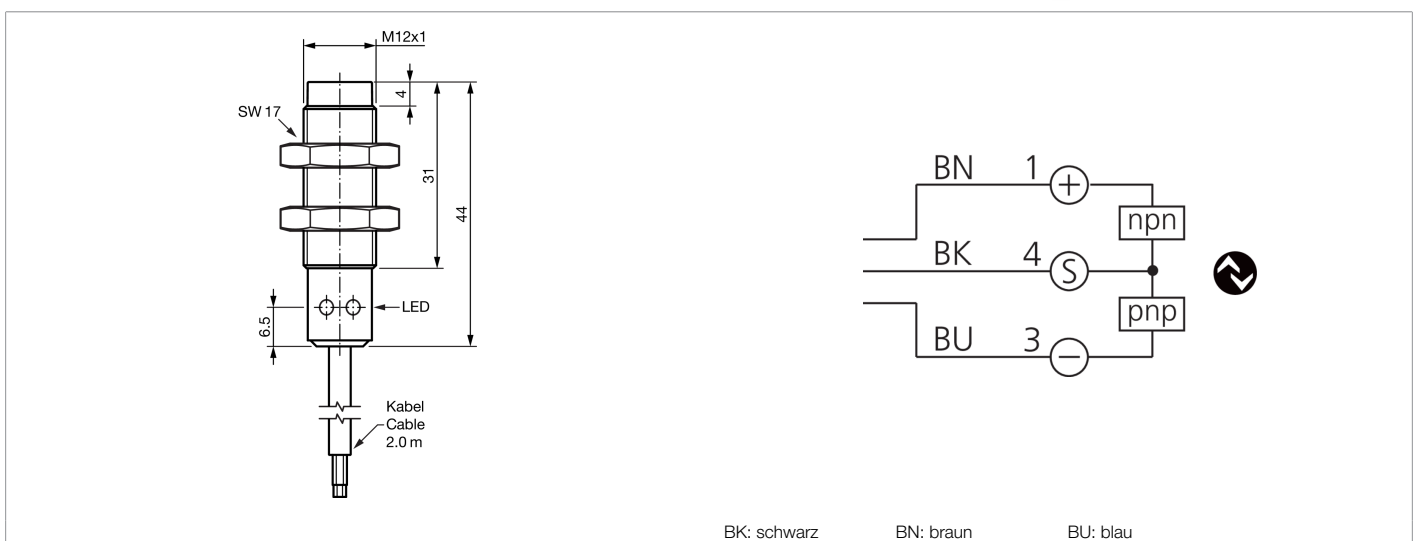 M12x1
4
SW 17
31
44
LED
6.5
Kabel
Cable
2.0 m
BN 1 +
npn
BK 4 S
pnp
BU 3 −
BK: schwarz BN: braun BU: blau